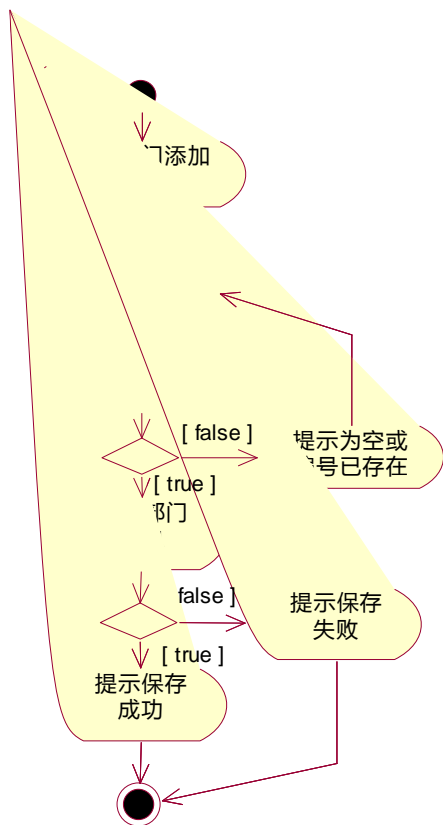 门添加
[ false ]
提示为空或
编号已存在
[ true ]
部门
false ]
提示保存
失败
[ true ]
提示保存
成功